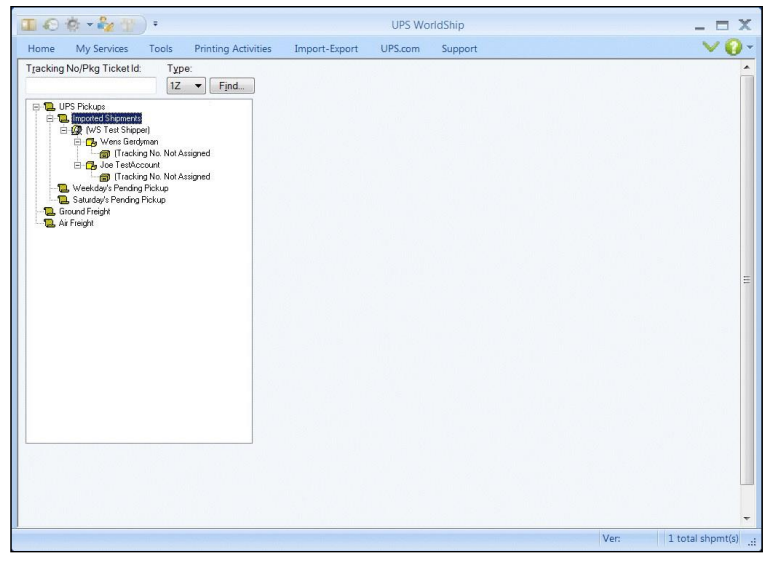 UPS WorldShip
Home My Services Tools Printing Activities Import-Export UPS.com Support
Tracking No/Pkg Ticket Id: Type:
1Z Find...
UPS Pickups
Imported Shipments
(WS Test Shipper)
Wens Gerdyman
(Tracking No. Not Assigned
Joe TestAccount
(Tracking No. Not Assigned
Weekday's Pending Pickup
Saturday's Pending Pickup
Ground Freight
Air Freight
Ver: 1 total shpmt(s)